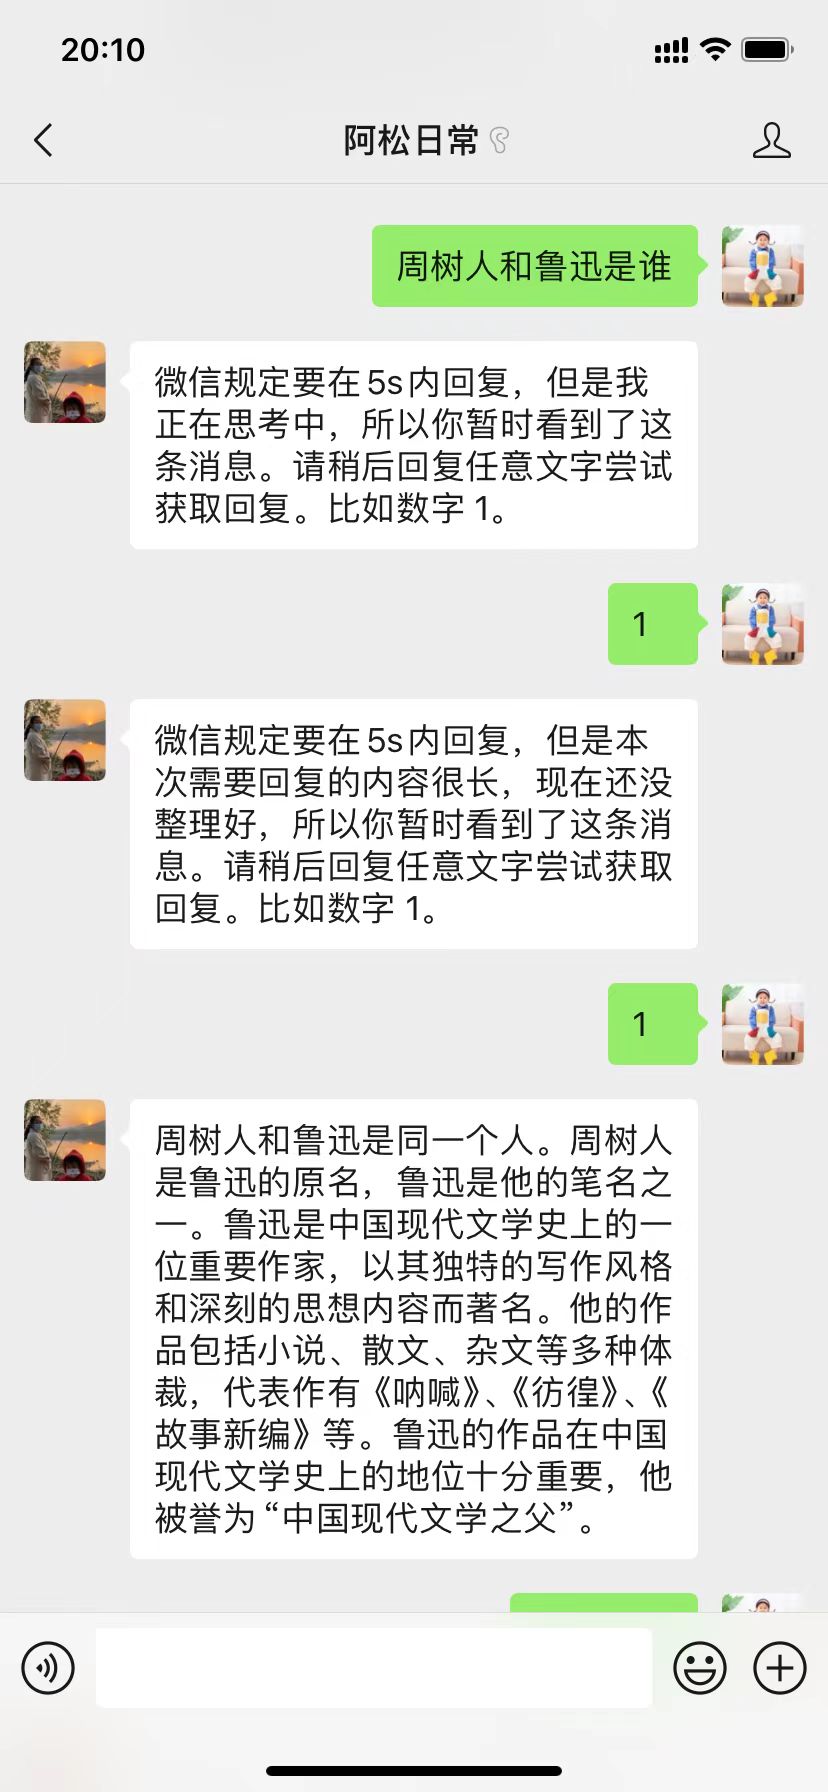 20:10
阿松日常
周树人和鲁迅是谁
微信规定要在5s内回复，但是我
正在思考中，所以你暂时看到了这
条消息。请稍后回复任意文字尝试
获取回复。比如数字 1。
1
微信规定要在5s内回复，但是本
次需要回复的内容很长，现在还没
整理好，所以你暂时看到了这条消
息。请稍后回复任意文字尝试获取
回复。比如数字 1。
1
周树人和鲁迅是同一个人。周树人
是鲁迅的原名，鲁迅是他的笔名之
一。鲁迅是中国现代文学史上的一
位重要作家，以其独特的写作风格
和深刻的思想内容而著名。他的作
品包括小说、散文、杂文等多种体
裁，代表作有《呐喊》、《彷徨》、《
故事新编》等。鲁迅的作品在中国
现代文学史上的地位十分重要，他
被誉为“中国现代文学之父”。